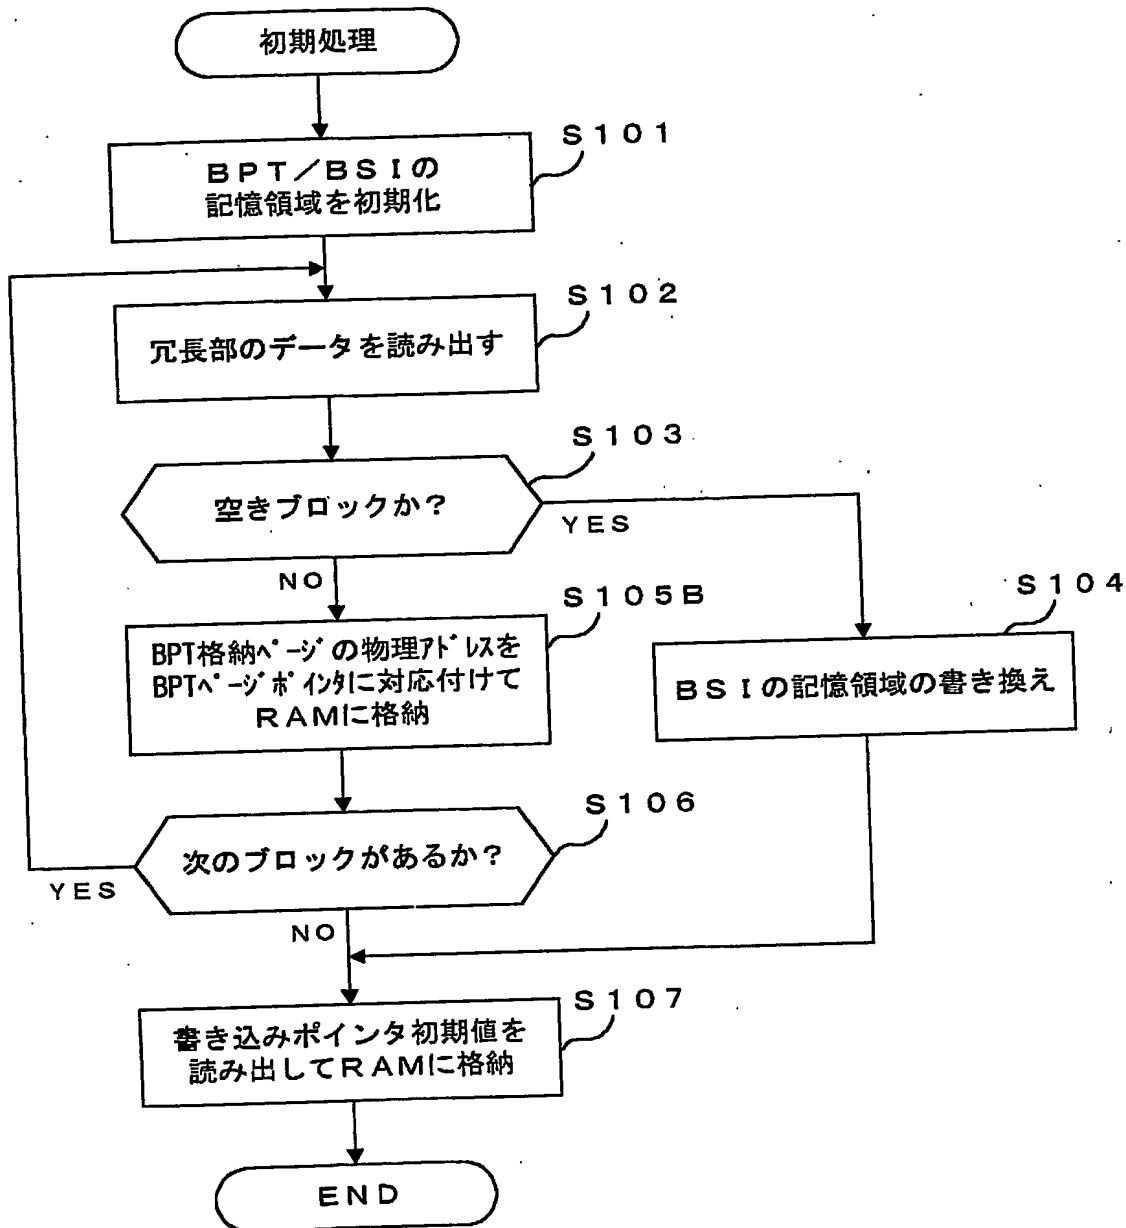 初期処理
S101
BPT/BSIの
記憶領域を初期化
S102
冗長部のデータを読み出す
S103
空きブロックか?
YES
NO
S104
BSIの記憶領域の書き換え
S105B
BPT格納ﾍﾟｰｼﾞの物理ｱﾄﾞﾚｽを
BPTﾍﾟｰｼﾞﾎﾟｲﾝﾀに対応付けて
RAMに格納
S106
次のブロックがあるか?
YES
NO
S107
書き込みポインタ初期値を
読み出してRAMに格納
END